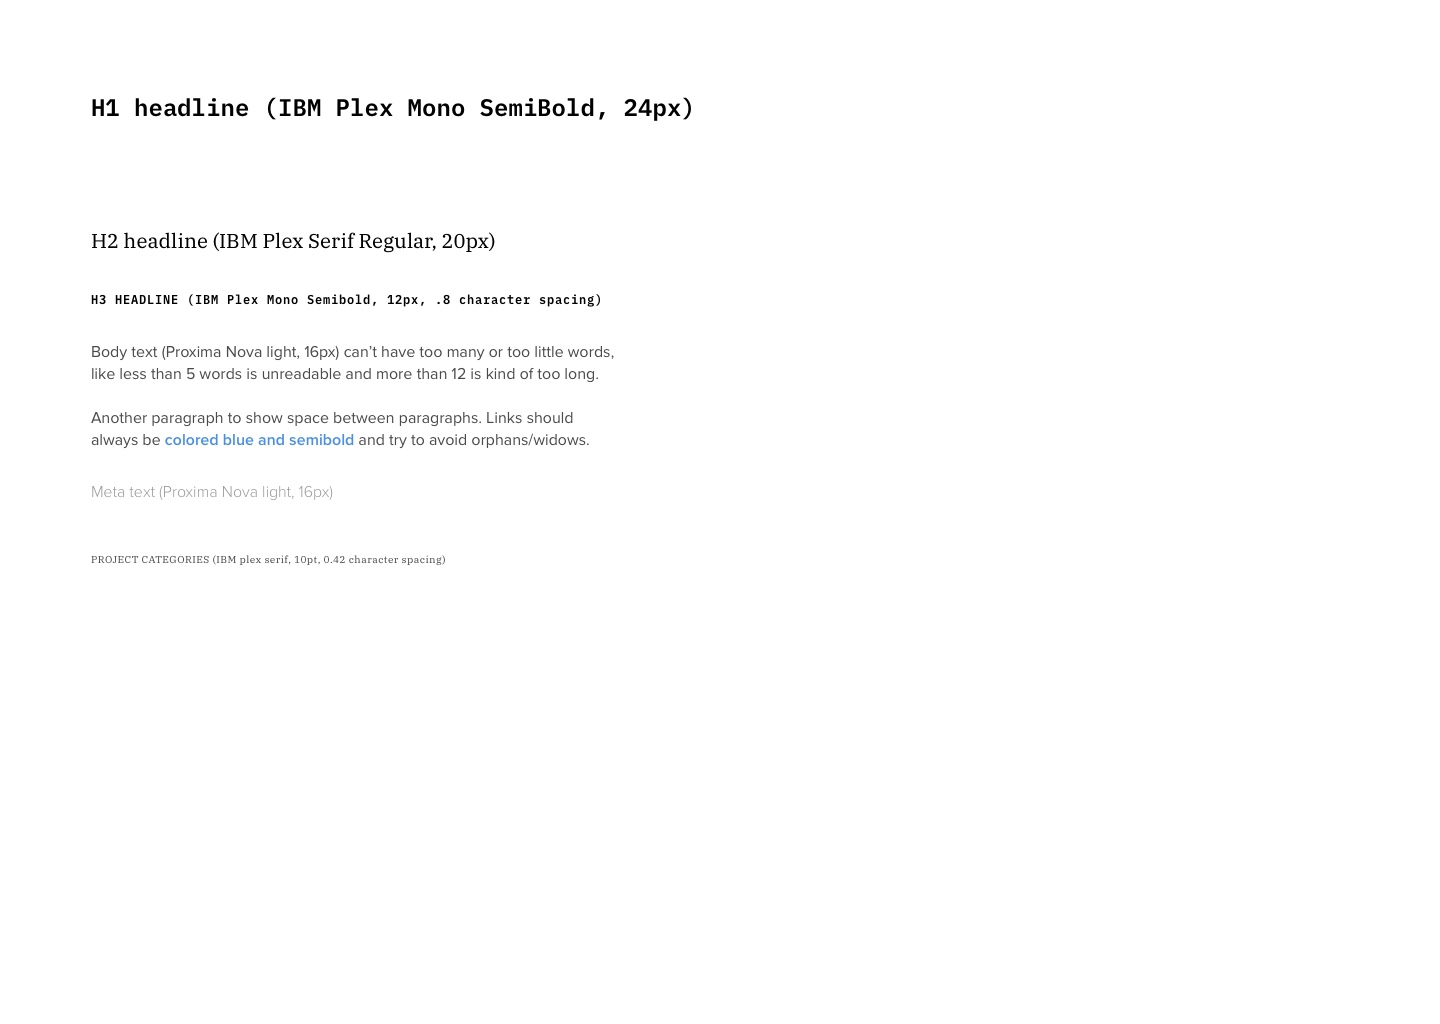 H1 headline (IBM Plex Mono SemiBold, 24px)
H2 headline (IBM Plex Serif Regular, 20px)
H3 HEADLINE (IBM Plex Mono Semibold, 12px, .8 character spacing)
Body text (Proxima Nova light, 16px) can’t have too many or too little words,
like less than 5 words is unreadable and more than 12 is kind of too long.
Another paragraph to show space between paragraphs. Links should
always be colored blue and semibold and try to avoid orphans/widows.
Meta text (Proxima Nova light, 16px)
PROJECT CATEGORIES (IBM plex serif, 10pt, 0.42 character spacing)